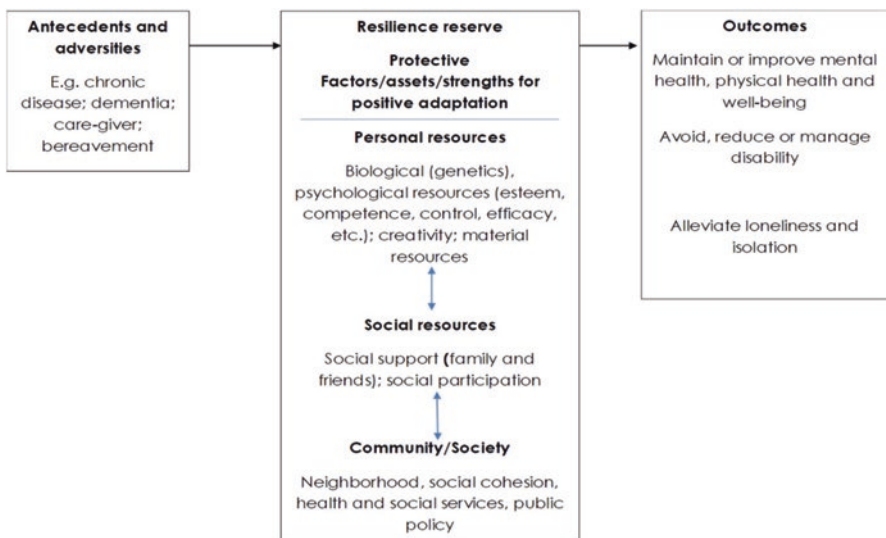 Antecedents and
adversities
E.g. chronic
disease; dementia;
care-giver;
bereavement
Resilience reserve
Protective
Factors/assets/strengths for
positive adaptation
Personal resources
Biological (genetics),
psychological resources (esteem,
competence, control, efficacy,
etc.); creativity; material
resources
Social resources
Social support (family and
friends); social participation
Community/Society
Neighborhood, social cohesion,
health and social services, public
policy
Outcomes
Maintain or improve mental
health, physical health and
well-being
Avoid, reduce or manage
disability
Alleviate loneliness and
isolation